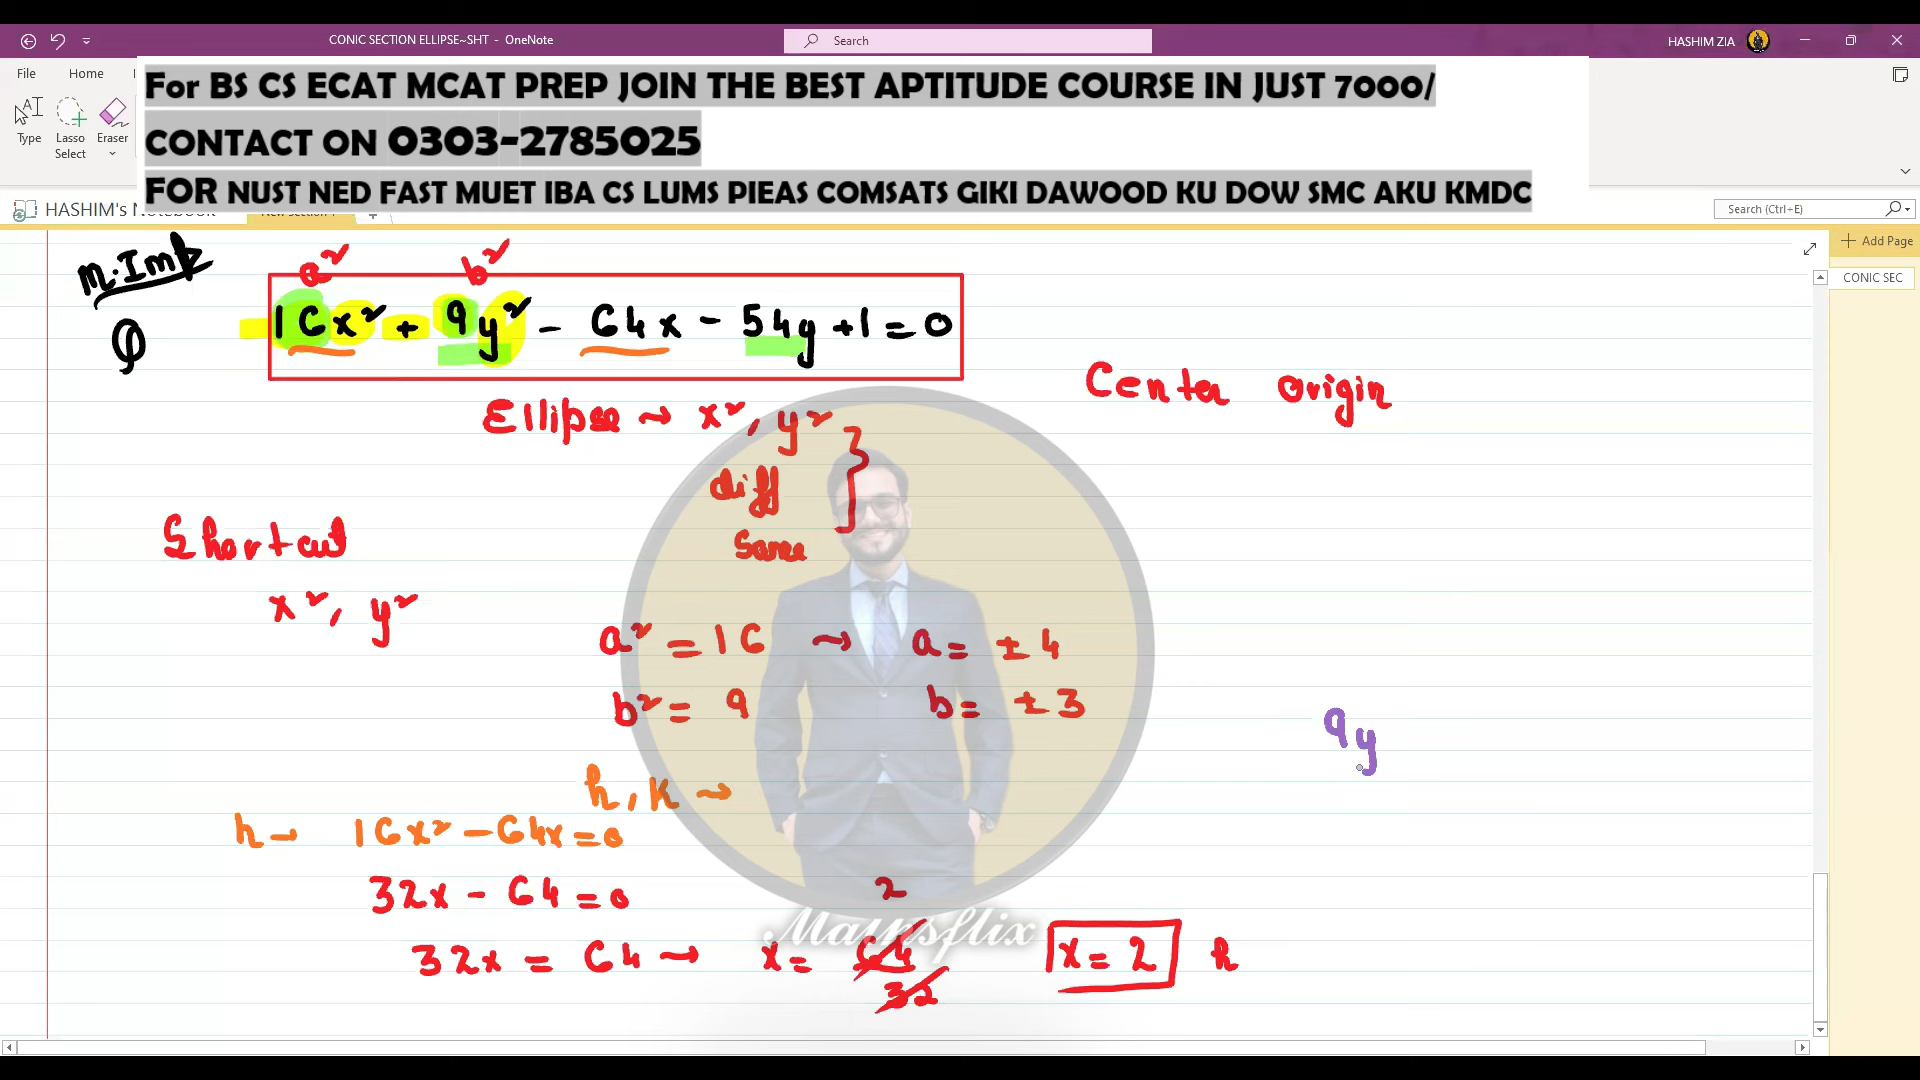 CONIC SECTION ELLIPSE~SHT - OneNote
Search
HASHIM ZIA
File Home
For BS CS ECAT MCAT PREP JOIN THE BEST APTITUDE COURSE IN JUST 7000/
CONTACT ON 0303-2785025
FOR NUST NED FAST MUET IBA CS LUMS PIEAS COMSATS GIKI DAWOOD KU DOW SMC AKU KMDC
Type
Lasso Select
Eraser
HASHIM's Notebook
Search (Ctrl+E)
Add Page
CONIC SEC
M.Imp
a² b²
Q 16x² + 9y² - 64x - 54y +1 = 0
Center origin
Ellipse → x², y²
diff
Same
Shortcut
x², y²
a² = 16 → a = ±4
b² = 9 b = ±3
9y
h, k →
h → 16x² - 64x = 0
32x - 64 = 0
32x = 64 → x = 64/32 2 x = 2 h
Mathsflix